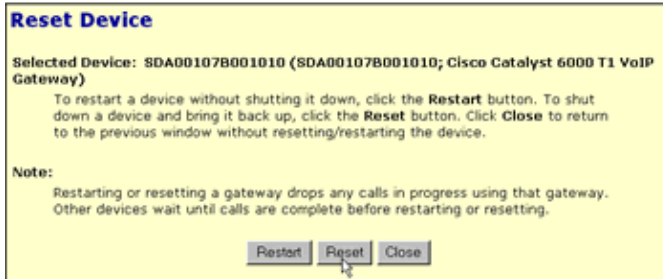 Reset Device
Selected Device: SDA00107B001010 (SDA00107B001010; Cisco Catalyst 6000 T1 VoIP
Gateway)
To restart a device without shutting it down, click the Restart button. To shut
down a device and bring it back up, click the Reset button. Click Close to return
to the previous window without resetting/restarting the device.
Note:
Restarting or resetting a gateway drops any calls in progress using that gateway.
Other devices wait until calls are complete before restarting or resetting.
Restart Reset Close